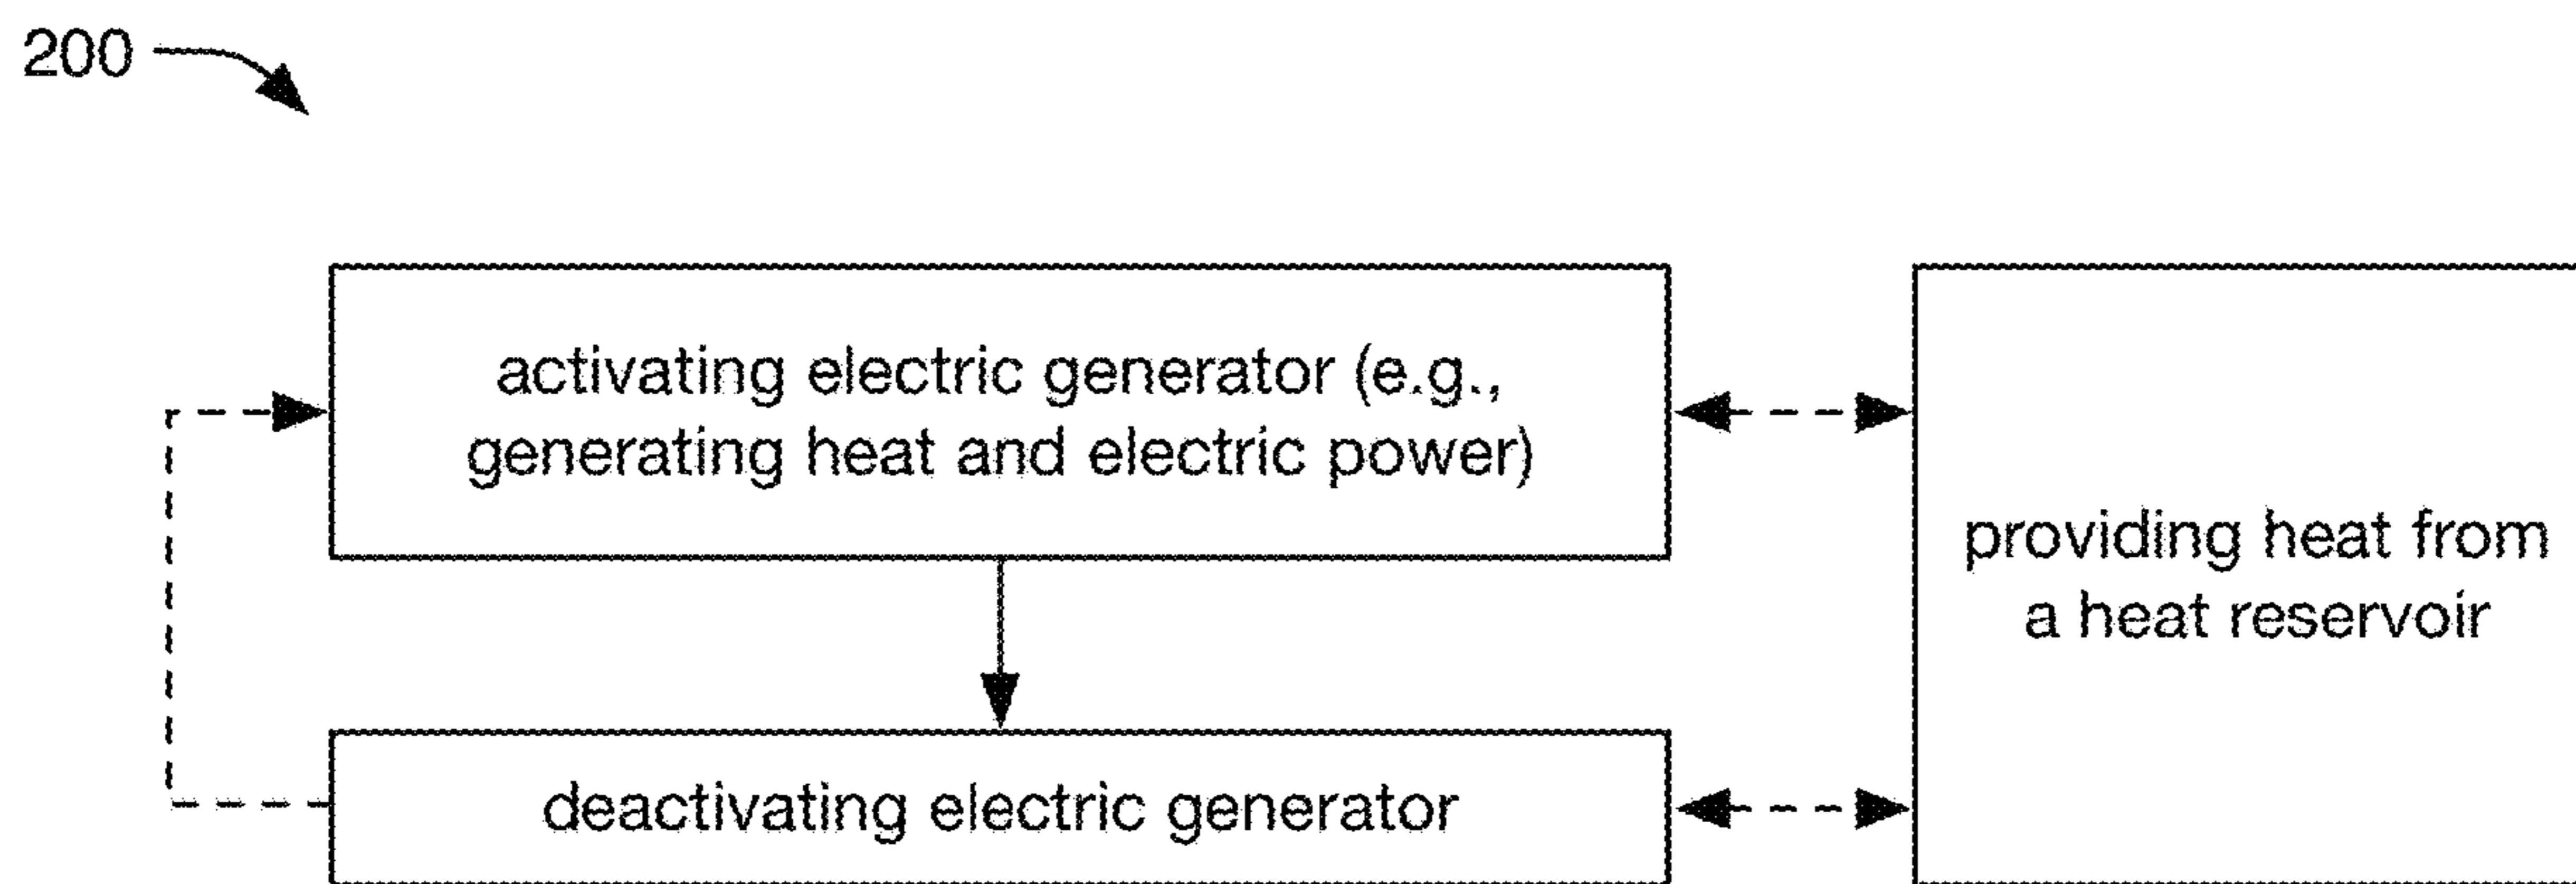 200
activating electric generator (e.g.,
generating heat and electric power)
providing heat from
a heat reservoir
deactivating electric generator